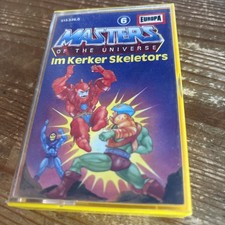 6
EUROPA
MASTERS
OF THE UNIVERSE
Im Kerker Skeletors